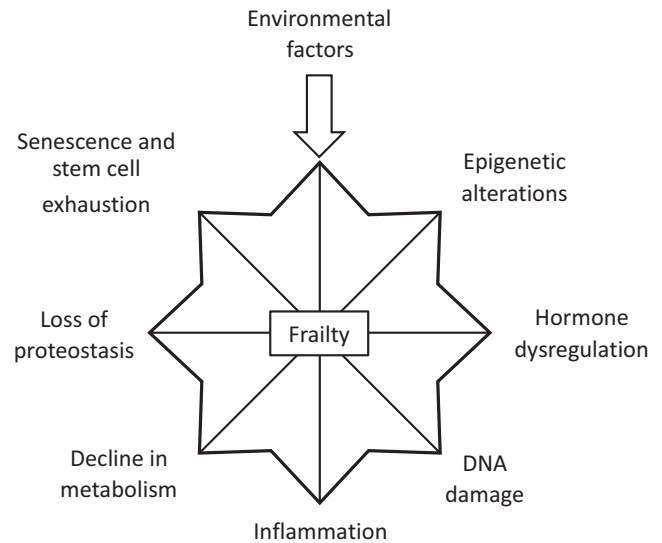 Environmental
factors
Senescence and
stem cell
exhaustion
Epigenetic
alterations
Loss of
proteostasis
Frailty
Hormone
dysregulation
Decline in
metabolism
DNA
damage
Inflammation